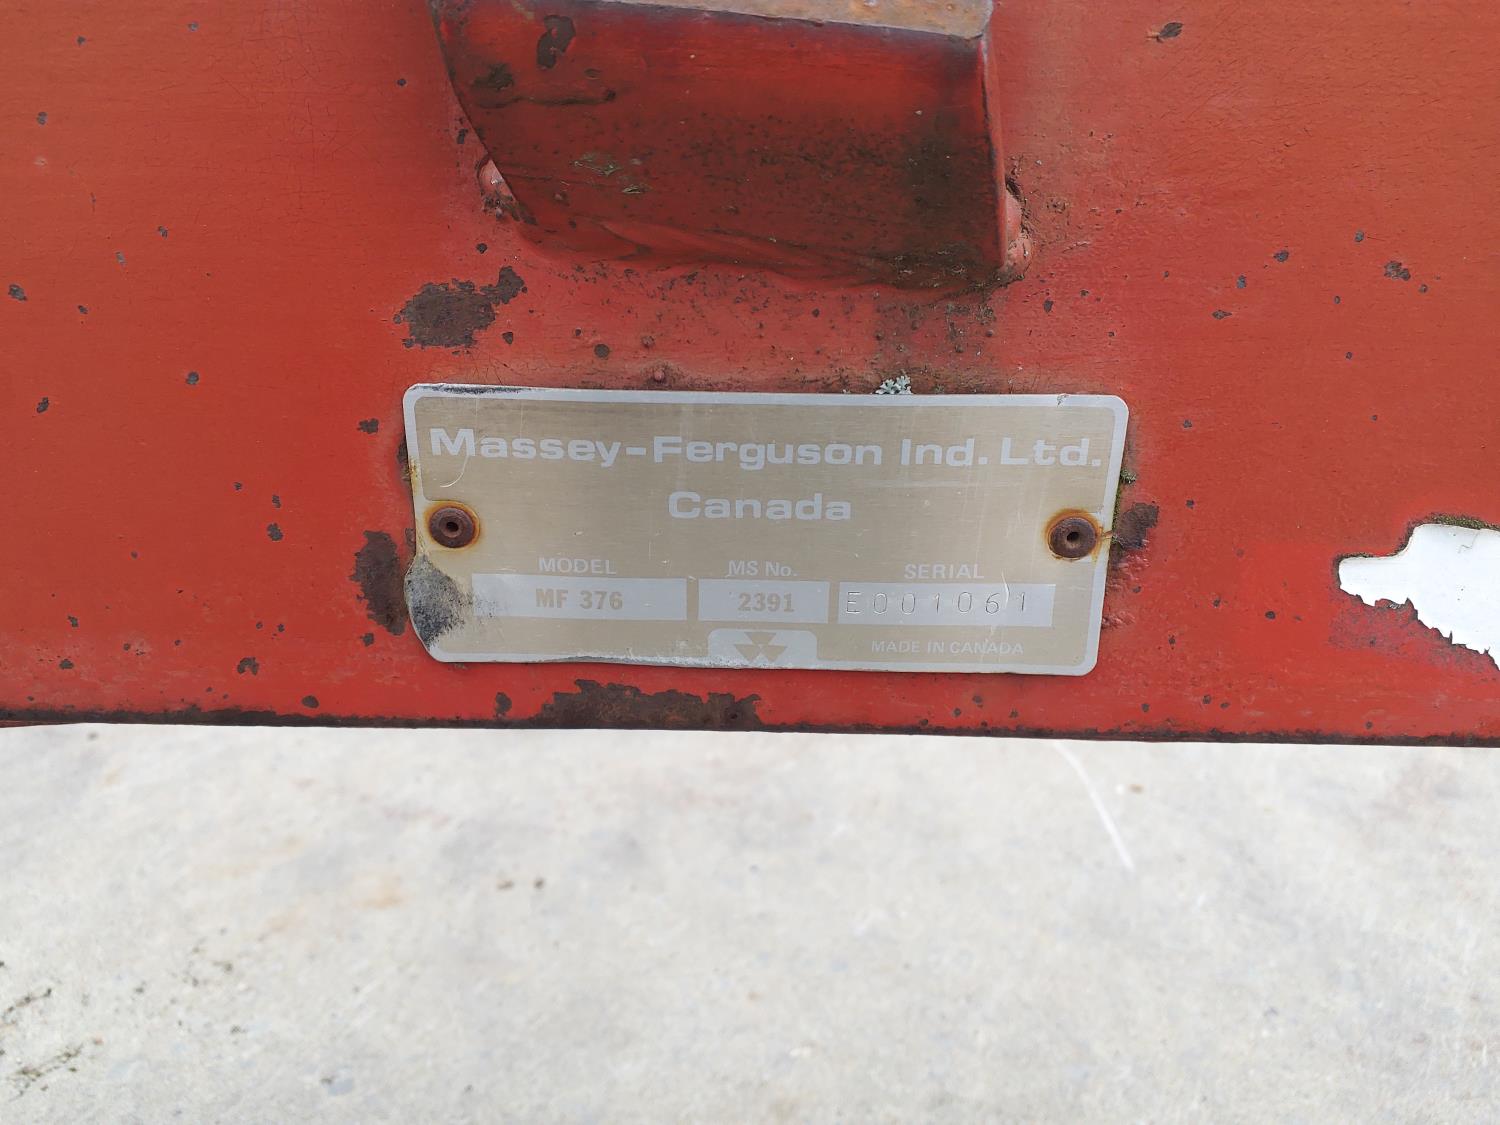 Massey-Ferguson Ind. Ltd.
Canada
MODEL MS No. SERIAL
MF 376 2391 E001061
MADE IN CANADA